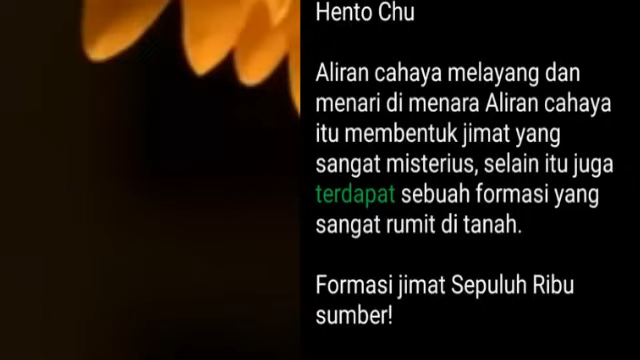 Hento Chu
Aliran cahaya melayang dan
menari di menara Aliran cahaya
itu membentuk jimat yang
sangat misterius, selain itu juga
terdapat sebuah formasi yang
sangat rumit di tanah.
Formasi jimat Sepuluh Ribu
sumber!